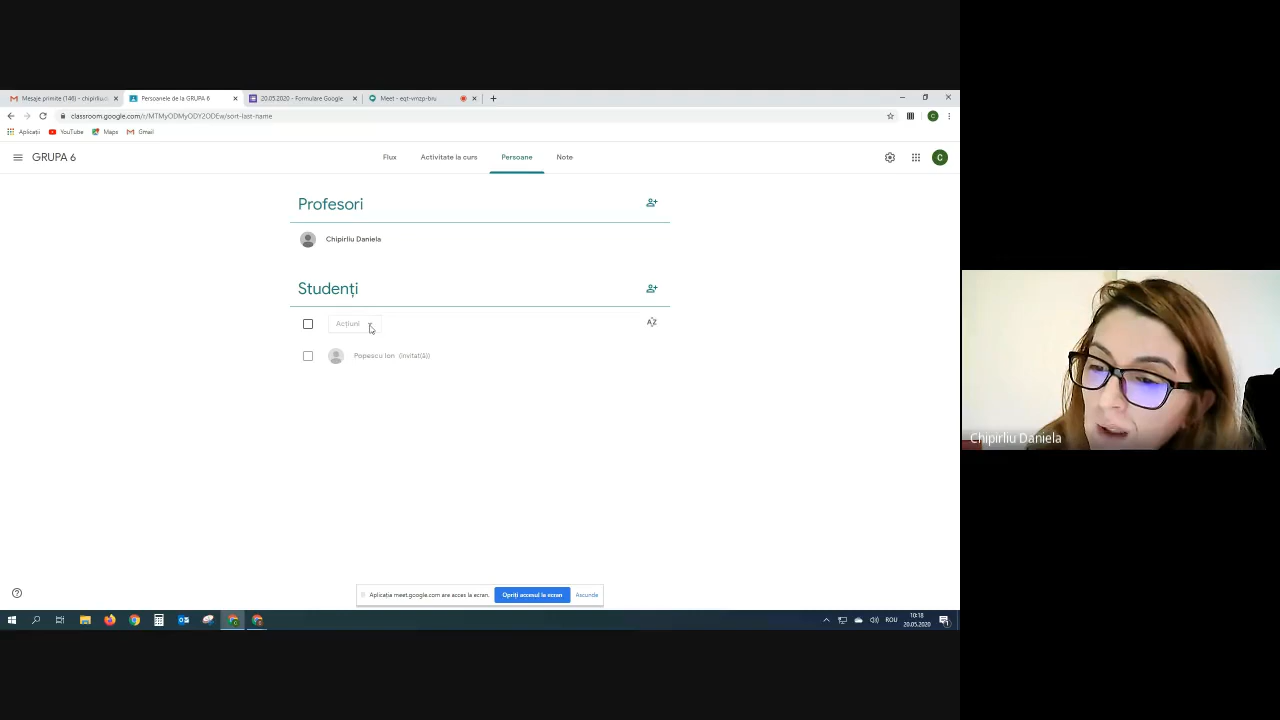 Mesaje primite (146) - chipirliu.c
Persoanele de la GRUPA 6
20.05.2020 - Formulare Google
Meet - eqt-vmzp-bru
classroom.google.com/r/MTMyODMyODY2ODEw/sort-last-name
Aplicații YouTube Maps Gmail
GRUPA 6
Flux Activitate la curs Persoane Note
C
Profesori
Chipirliu Daniela
Studenți
Acțiuni
AZ
Popescu Ion (invitat(ă))
Chipirliu Daniela
Aplicația meet.google.com are acces la ecran.
Opriți accesul la ecran
Ascunde
ROU
10:18
20.05.2020